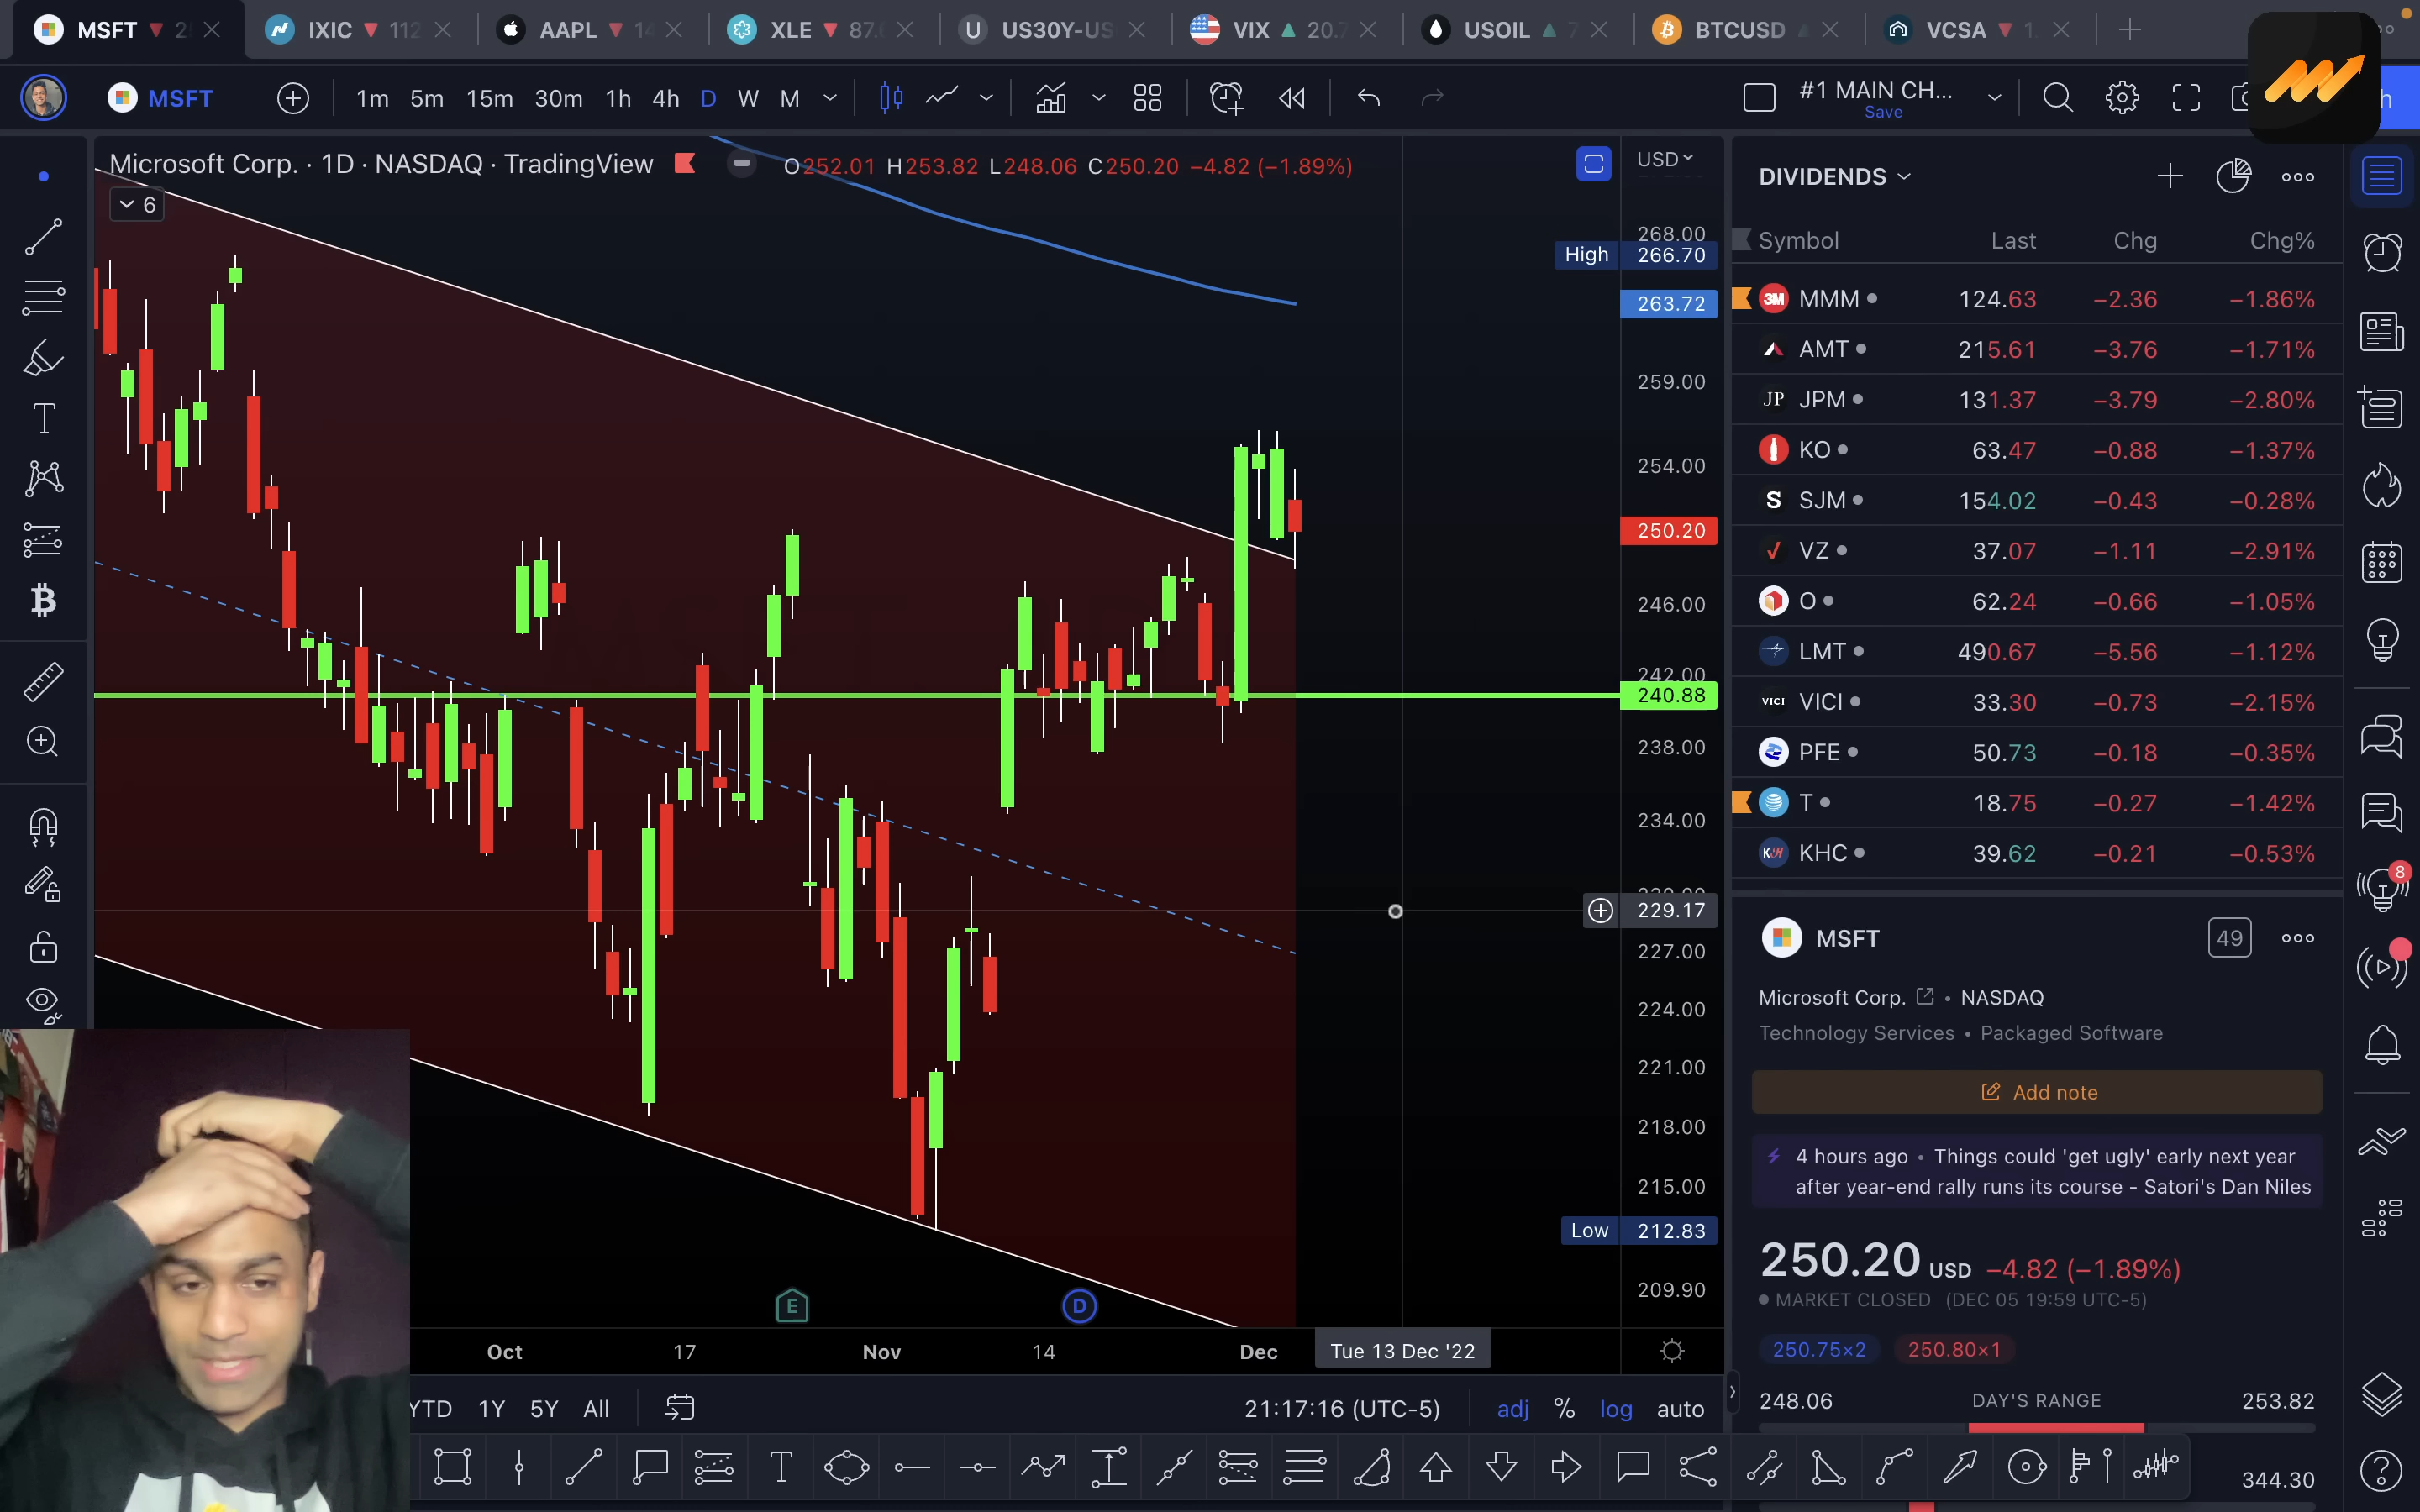 MSFT IXIC 112 AAPL 14 XLE 87. US30Y-US VIX 20.7 USOIL 7 BTCUSD VCSA 1.
MSFT 1m 5m 15m 30m 1h 4h D W M #1 MAIN CH...
Save
Microsoft Corp. · 1D · NASDAQ · TradingView O252.01 H253.82 L248.06 C250.20 −4.82 (−1.89%)
6
USD
268.00
High 266.70
263.72
259.00
254.00
250.20
246.00
242.00
240.88
238.00
234.00
229.17
227.00
224.00
221.00
218.00
215.00
Low 212.83
209.90
E D
Oct 17 Nov 14 Dec Tue 13 Dec '22
YTD 1Y 5Y All 21:17:16 (UTC-5) adj % log auto
DIVIDENDS
Symbol Last Chg Chg%
3M MMM 124.63 −2.36 −1.86%
AMT 215.61 −3.76 −1.71%
JP JPM 131.37 −3.79 −2.80%
KO 63.47 −0.88 −1.37%
S SJM 154.02 −0.43 −0.28%
VZ 37.07 −1.11 −2.91%
O 62.24 −0.66 −1.05%
LMT 490.67 −5.56 −1.12%
VICI VICI 33.30 −0.73 −2.15%
PFE 50.73 −0.18 −0.35%
T 18.75 −0.27 −1.42%
KHC 39.62 −0.21 −0.53%
8
MSFT 49
Microsoft Corp. • NASDAQ
Technology Services • Packaged Software
Add note
4 hours ago • Things could 'get ugly' early next year
after year-end rally runs its course - Satori's Dan Niles
250.20 USD −4.82 (−1.89%)
MARKET CLOSED (DEC 05 19:59 UTC-5)
250.75×2 250.80×1
248.06 DAY'S RANGE 253.82
344.30